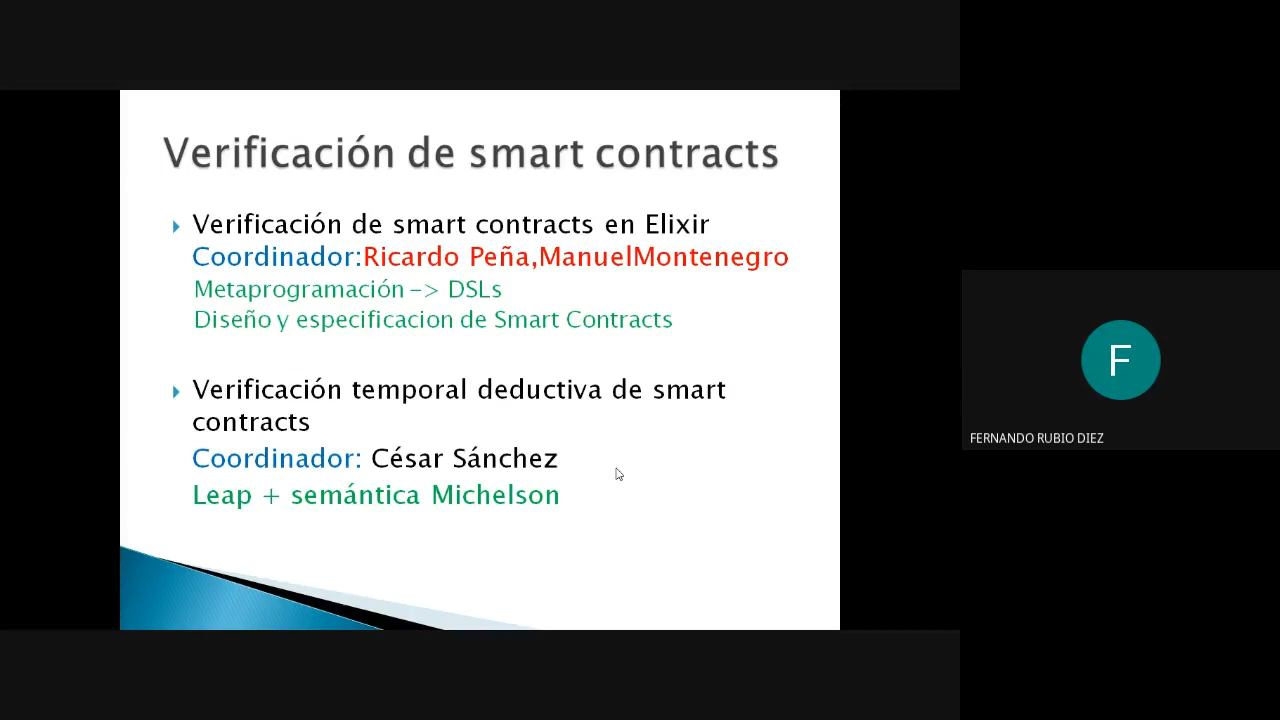 Verificación de smart contracts
Verificación de smart contracts en Elixir
Coordinador:Ricardo Peña,ManuelMontenegro
Metaprogramación –> DSLs
Diseño y especificacion de Smart Contracts
Verificación temporal deductiva de smart
contracts
Coordinador: César Sánchez
Leap + semántica Michelson
F
FERNANDO RUBIO DIEZ